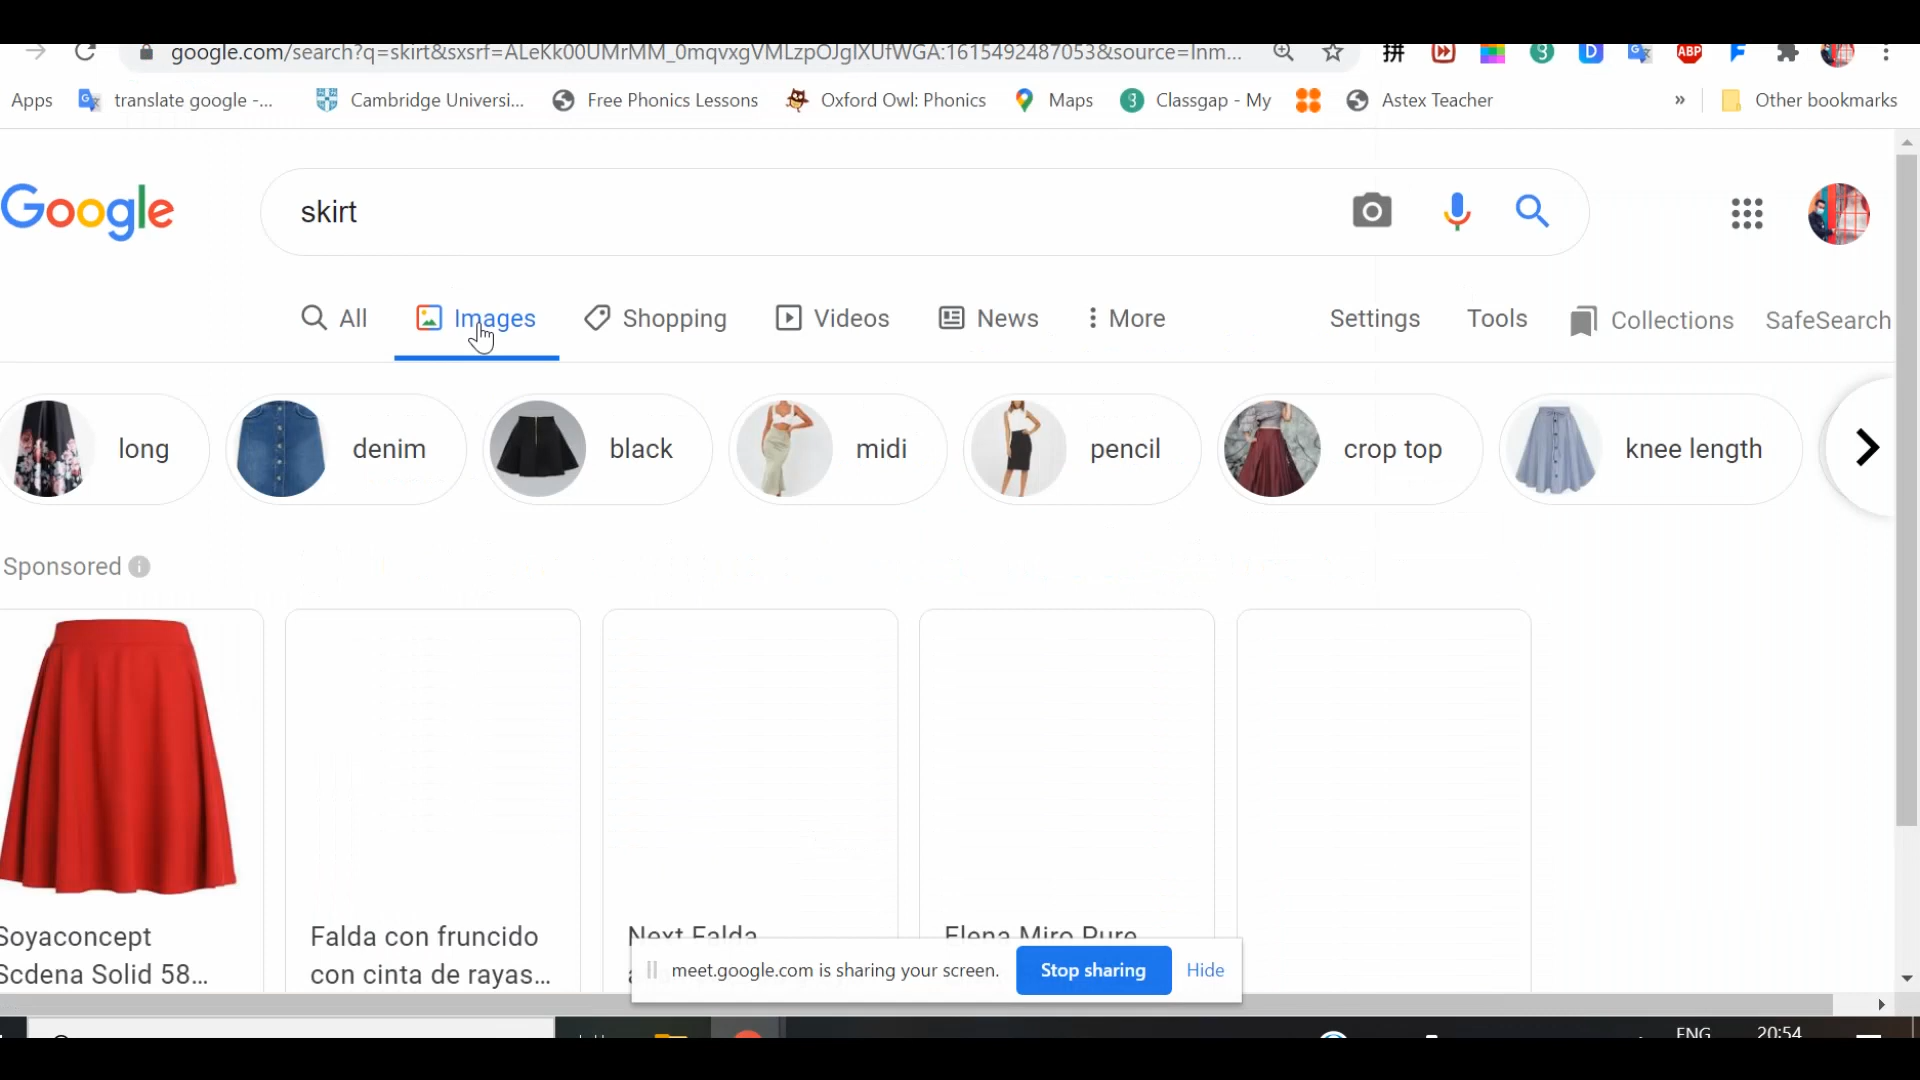 google.com/search?q=skirt&sxsrf=ALeKk00UMrMM_0mqvxgVMLzpOJgIXUfWGA:1615492487053&source=lnm...
Apps translate google -... Cambridge Universi... Free Phonics Lessons Oxford Owl: Phonics Maps Classgap - My Astex Teacher » Other bookmarks
Google skirt
All Images Shopping Videos News More Settings Tools Collections SafeSearch
long denim black midi pencil crop top knee length
Sponsored
Soyaconcept
Scdena Solid 58...
Falda con fruncido
con cinta de rayas...
Next Falda
Elena Miro Pure
meet.google.com is sharing your screen. Stop sharing Hide
ENG 20:54